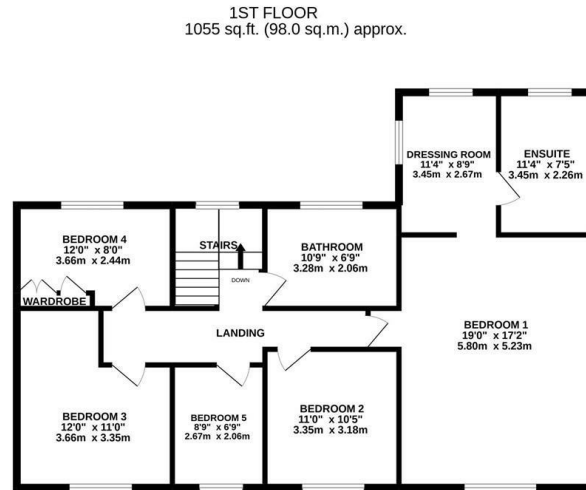 1ST FLOOR
1055 sq.ft. (98.0 sq.m.) approx.
DRESSING ROOM
11'4" x 8'9"
3.45m x 2.67m
ENSUITE
11'4" x 7'5"
3.45m x 2.26m
BEDROOM 4
12'0" x 8'0"
3.66m x 2.44m
WARDROBE
STAIRS
DOWN
BATHROOM
10'9" x 6'9"
3.28m x 2.06m
LANDING
BEDROOM 1
19'0" x 17'2"
5.80m x 5.23m
BEDROOM 3
12'0" x 11'0"
3.66m x 3.35m
BEDROOM 5
8'9" x 6'9"
2.67m x 2.06m
BEDROOM 2
11'0" x 10'5"
3.35m x 3.18m